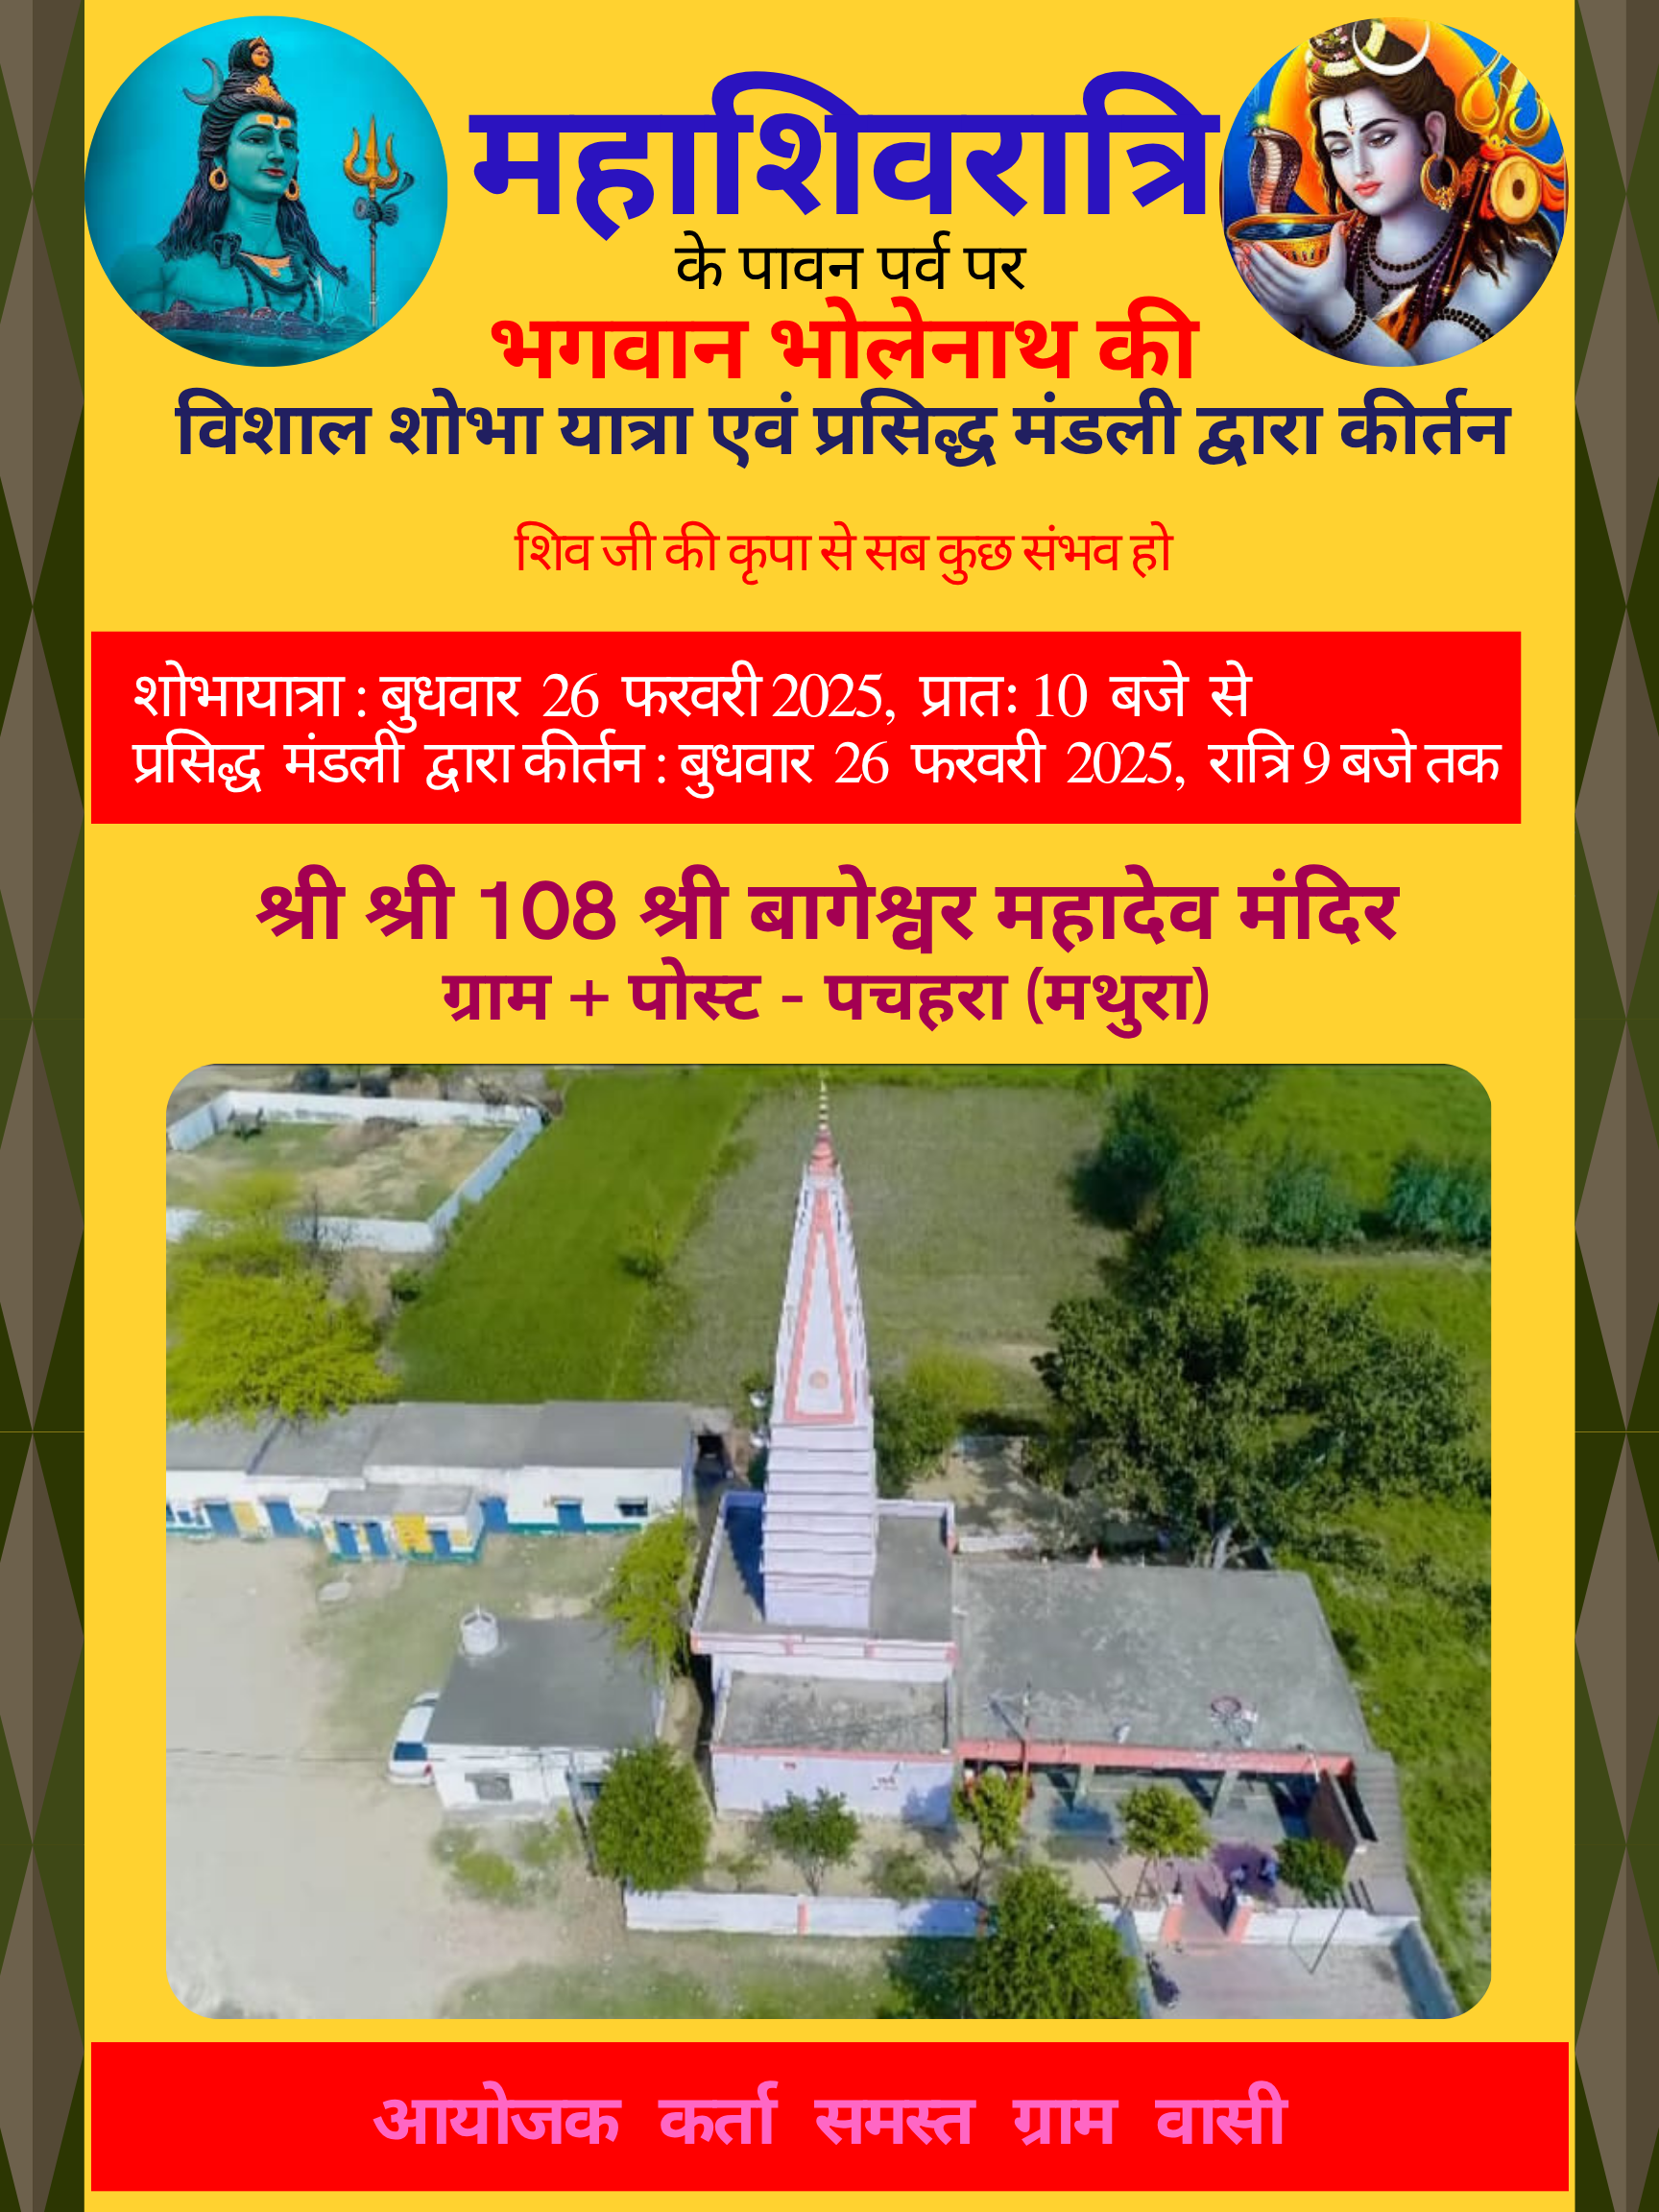 महाशिवरात्रि
के पावन पर्व पर
भगवान भोलेनाथ की
विशाल शोभा यात्रा एवं प्रसिद्ध मंडली द्वारा कीर्तन
शिव जी की कृपा से सब कुछ संभव हो
शोभायात्रा : बुधवार 26 फरवरी 2025, प्रातः 10 बजे से
प्रसिद्ध मंडली द्वारा कीर्तन : बुधवार 26 फरवरी 2025, रात्रि 9 बजे तक
श्री श्री 108 श्री बागेश्वर महादेव मंदिर
ग्राम + पोस्ट - पचहरा (मथुरा)
आयोजक कर्ता समस्त ग्राम वासी